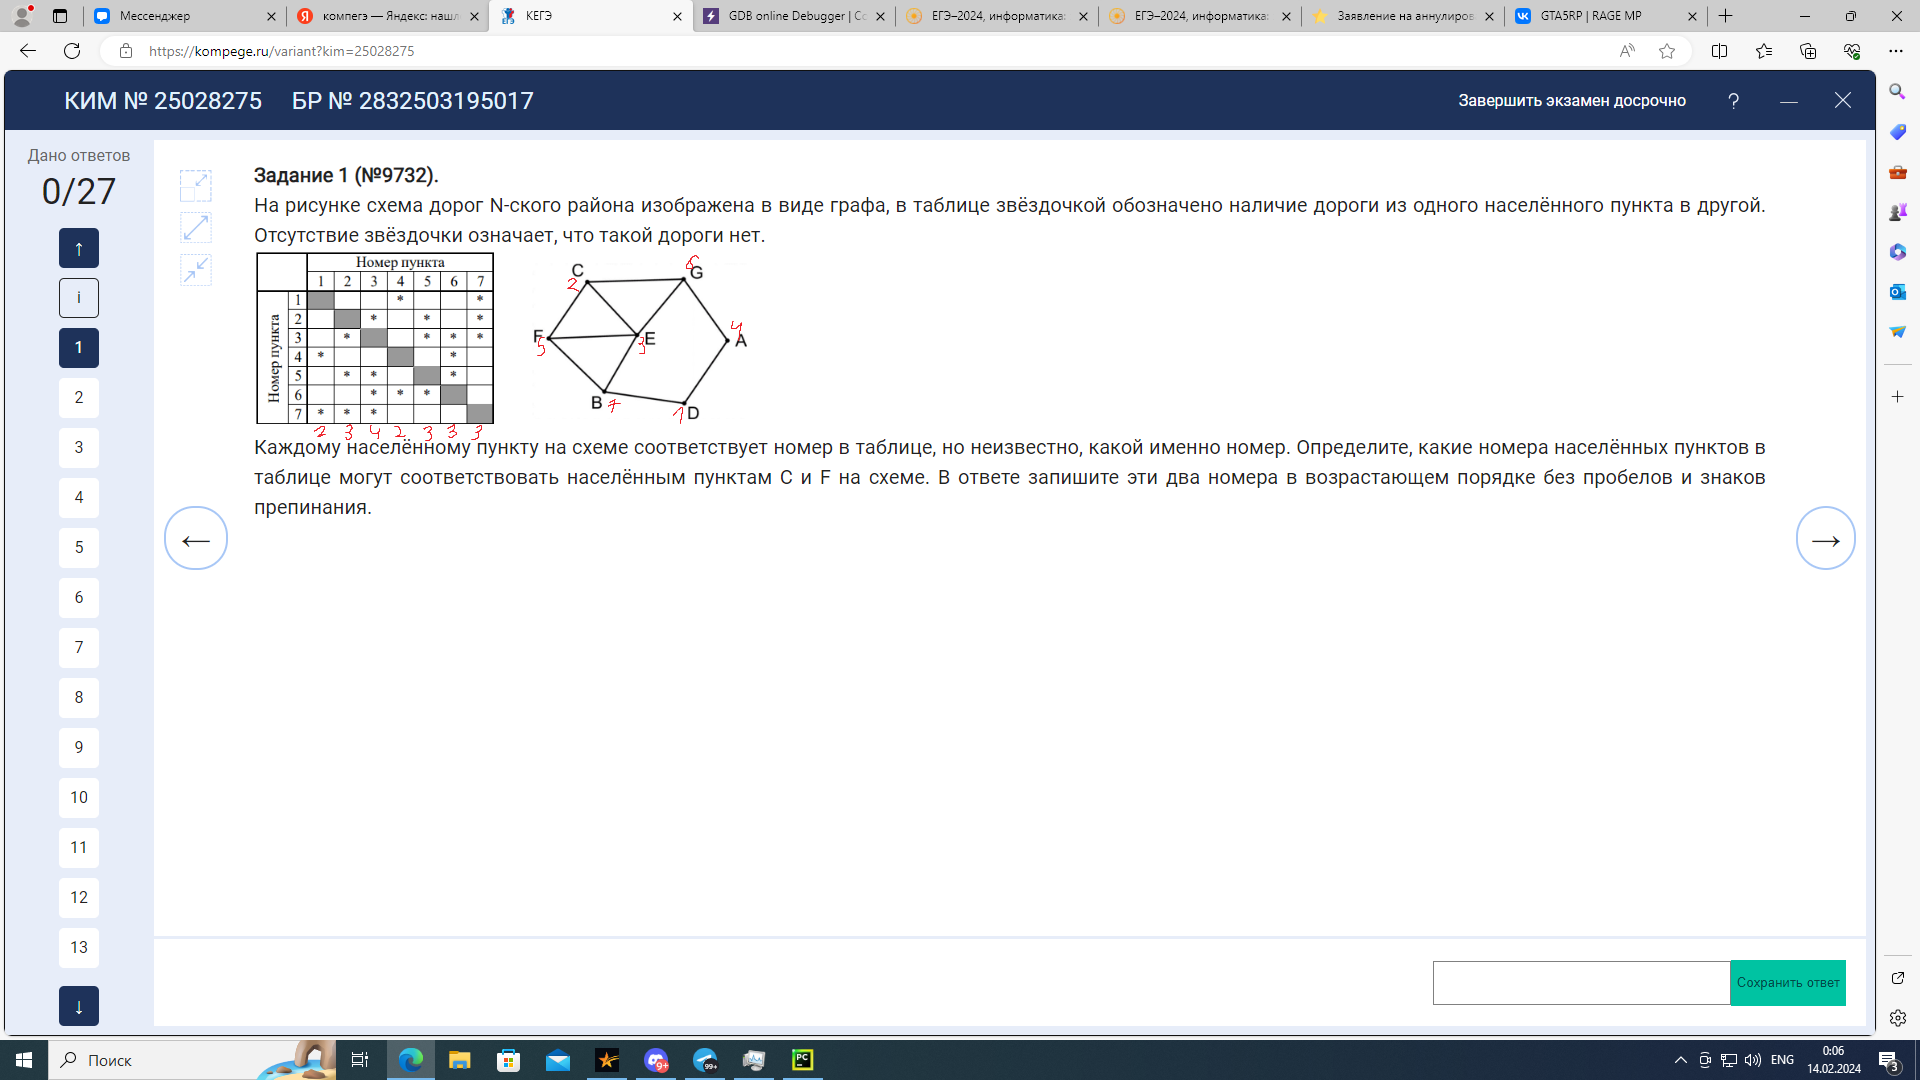 Мессенджер
компегэ — Яндекс: нашл
КЕГЭ
GDB online Debugger | Co
ЕГЭ–2024, информатика:
ЕГЭ–2024, информатика:
Заявление на аннулиров
GTA5RP | RAGE MP
https://kompege.ru/variant?kim=25028275
КИМ № 25028275 БР № 2832503195017
Завершить экзамен досрочно
?
Дано ответов
0/27
↑
i
1
2
3
4
5
6
7
8
9
10
11
12
13
↓
Задание 1 (№9732).
На рисунке схема дорог N-ского района изображена в виде графа, в таблице звёздочкой обозначено наличие дороги из одного населённого пункта в другой.
Отсутствие звёздочки означает, что такой дороги нет.
Номер пункта
1 2 3 4 5 6 7
Номер пункта
1 * *
2 * * *
3 * * * *
4 * *
5 * * *
6 * * *
7 * * *
2 3 4 2 3 3 3
C 2
G 6
F 5
E 3
A 4
B 7
D 1
Каждому населённому пункту на схеме соответствует номер в таблице, но неизвестно, какой именно номер. Определите, какие номера населённых пунктов в
таблице могут соответствовать населённым пунктам C и F на схеме. В ответе запишите эти два номера в возрастающем порядке без пробелов и знаков
препинания.
←
→
Сохранить ответ
Поиск
9+
99+
PC
ENG
0:06
14.02.2024
3